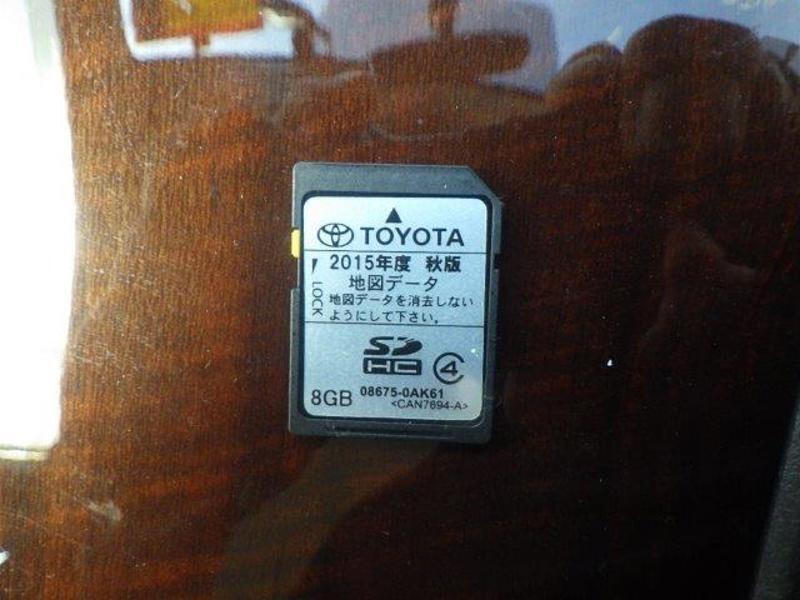 TOYOTA
2015年度 秋版
地図データ
地図データを消去しない
ようにして下さい。
LOCK
SD
HC
4
8GB
08675-0AK61
<CAN7694-A>